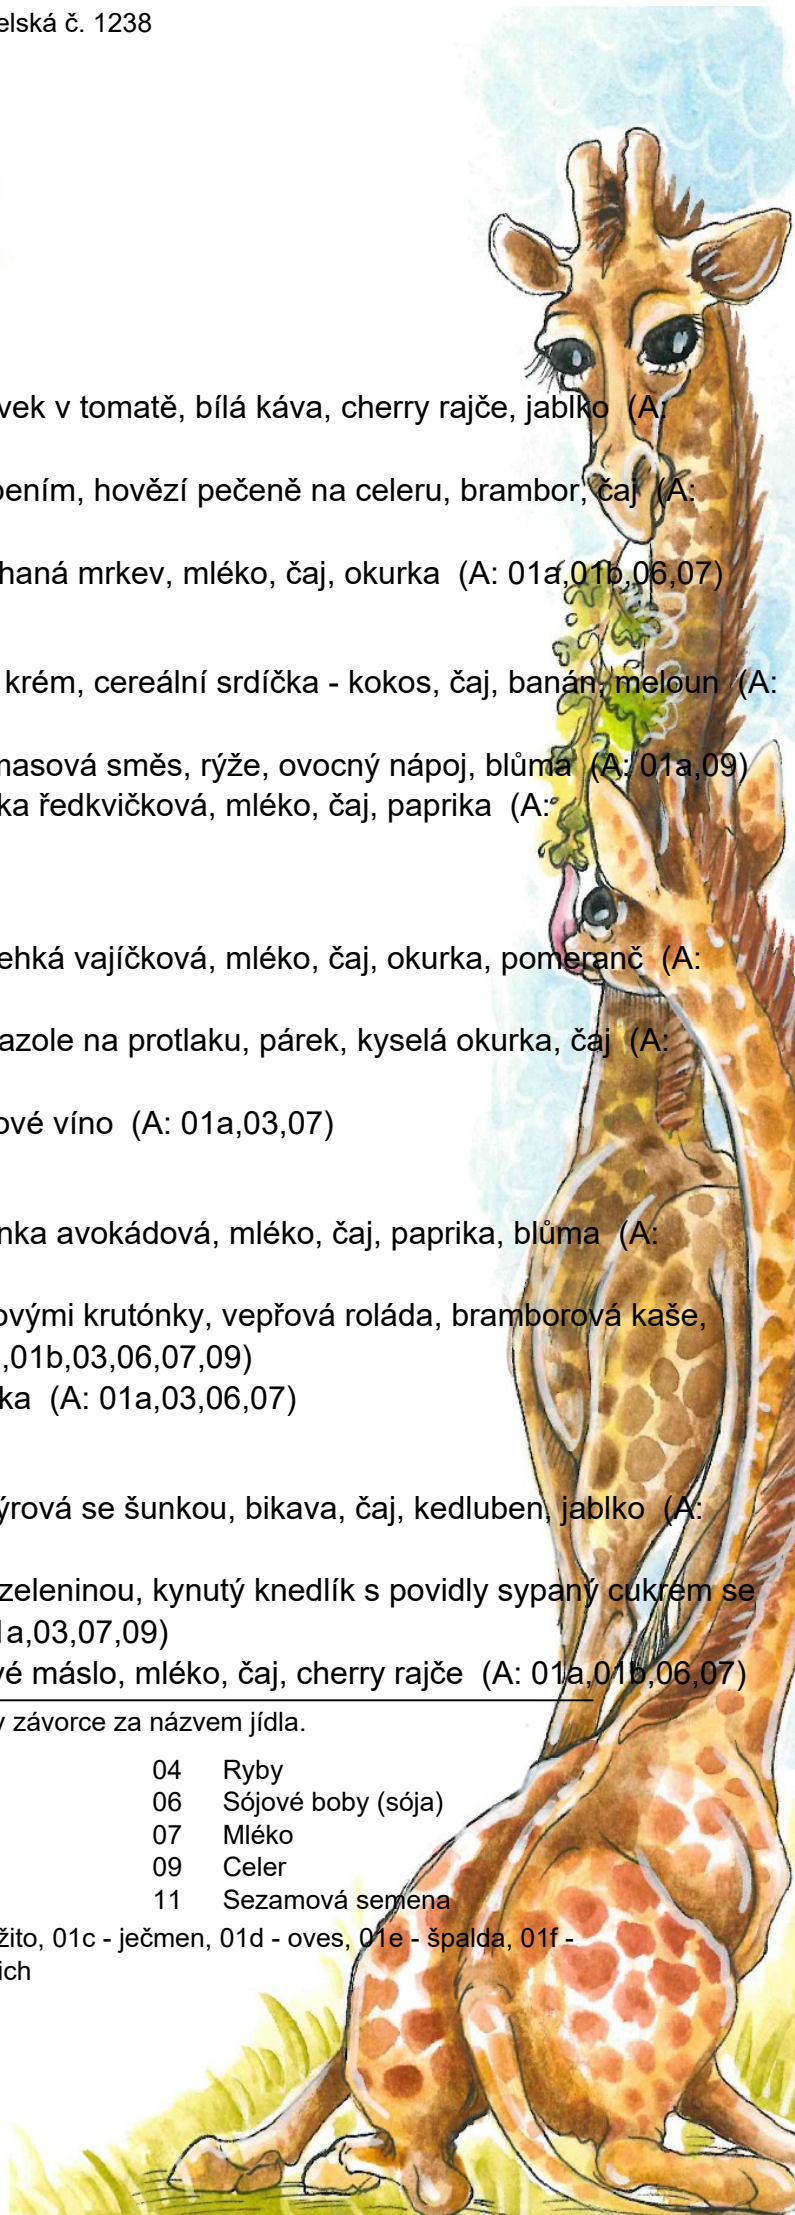 elská č. 1238
vek v tomatě, bílá káva, cherry rajče, jablko (A:
pením, hovězí pečeně na celeru, brambor, čaj (A:
haná mrkev, mléko, čaj, okurka (A: 01a,01b,06,07)
krém, cereální srdíčka - kokos, čaj, banán, meloun (A:
masová směs, rýže, ovocný nápoj, blůma (A: 01a,09)
ka ředkvičková, mléko, čaj, paprika (A:
ehká vajíčková, mléko, čaj, okurka, pomeranč (A:
azole na protlaku, párek, kyselá okurka, čaj (A:
ové víno (A: 01a,03,07)
nka avokádová, mléko, čaj, paprika, blůma (A:
ovými krutónky, vepřová roláda, bramborová kaše,
,01b,03,06,07,09)
ka (A: 01a,03,06,07)
ýrová se šunkou, bikava, čaj, kedluben, jablko (A:
zeleninou, kynutý knedlík s povidly sypaný cukrem se
1a,03,07,09)
vé máslo, mléko, čaj, cherry rajče (A: 01a,01b,06,07)
v závorce za názvem jídla.
04 Ryby
06 Sójové boby (sója)
07 Mléko
09 Celer
11 Sezamová semena
žito, 01c - ječmen, 01d - oves, 01e - špalda, 01f -
ich